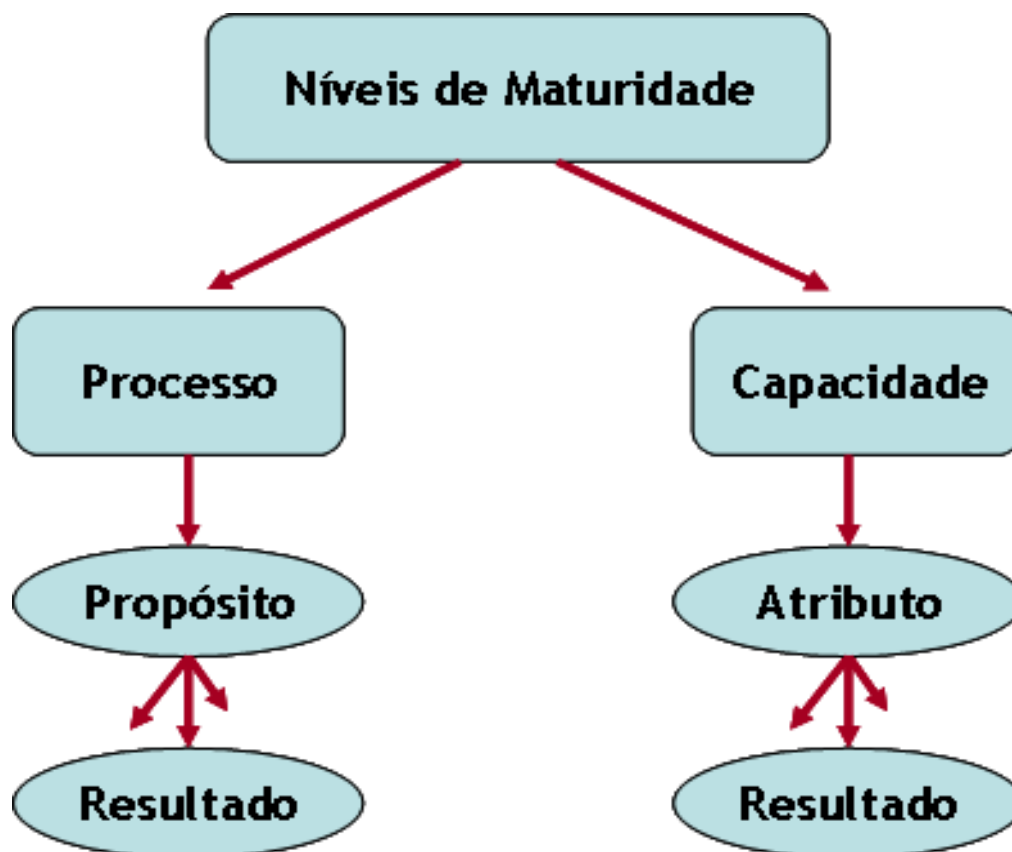 Níveis de Maturidade
Processo
Capacidade
Propósito
Atributo
Resultado
Resultado